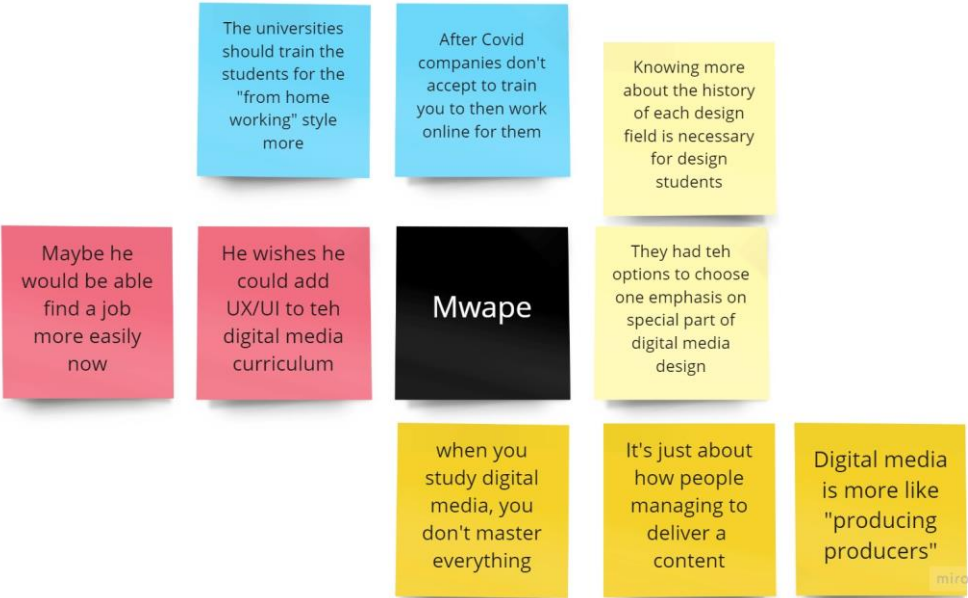 The universities
should train the
students for the
"from home
working" style
more
After Covid
companies don't
accept to train
you to then work
online for them
Knowing more
about the history
of each design
field is necessary
for design
students
Maybe he
would be able
find a job
more easily
now
He wishes he
could add
UX/UI to teh
digital media
curriculum
Mwape
They had teh
options to choose
one emphasis on
special part of
digital media
design
when you
study digital
media, you
don't master
everything
It's just about
how people
managing to
deliver a
content
Digital media
is more like
"producing
producers"
miro